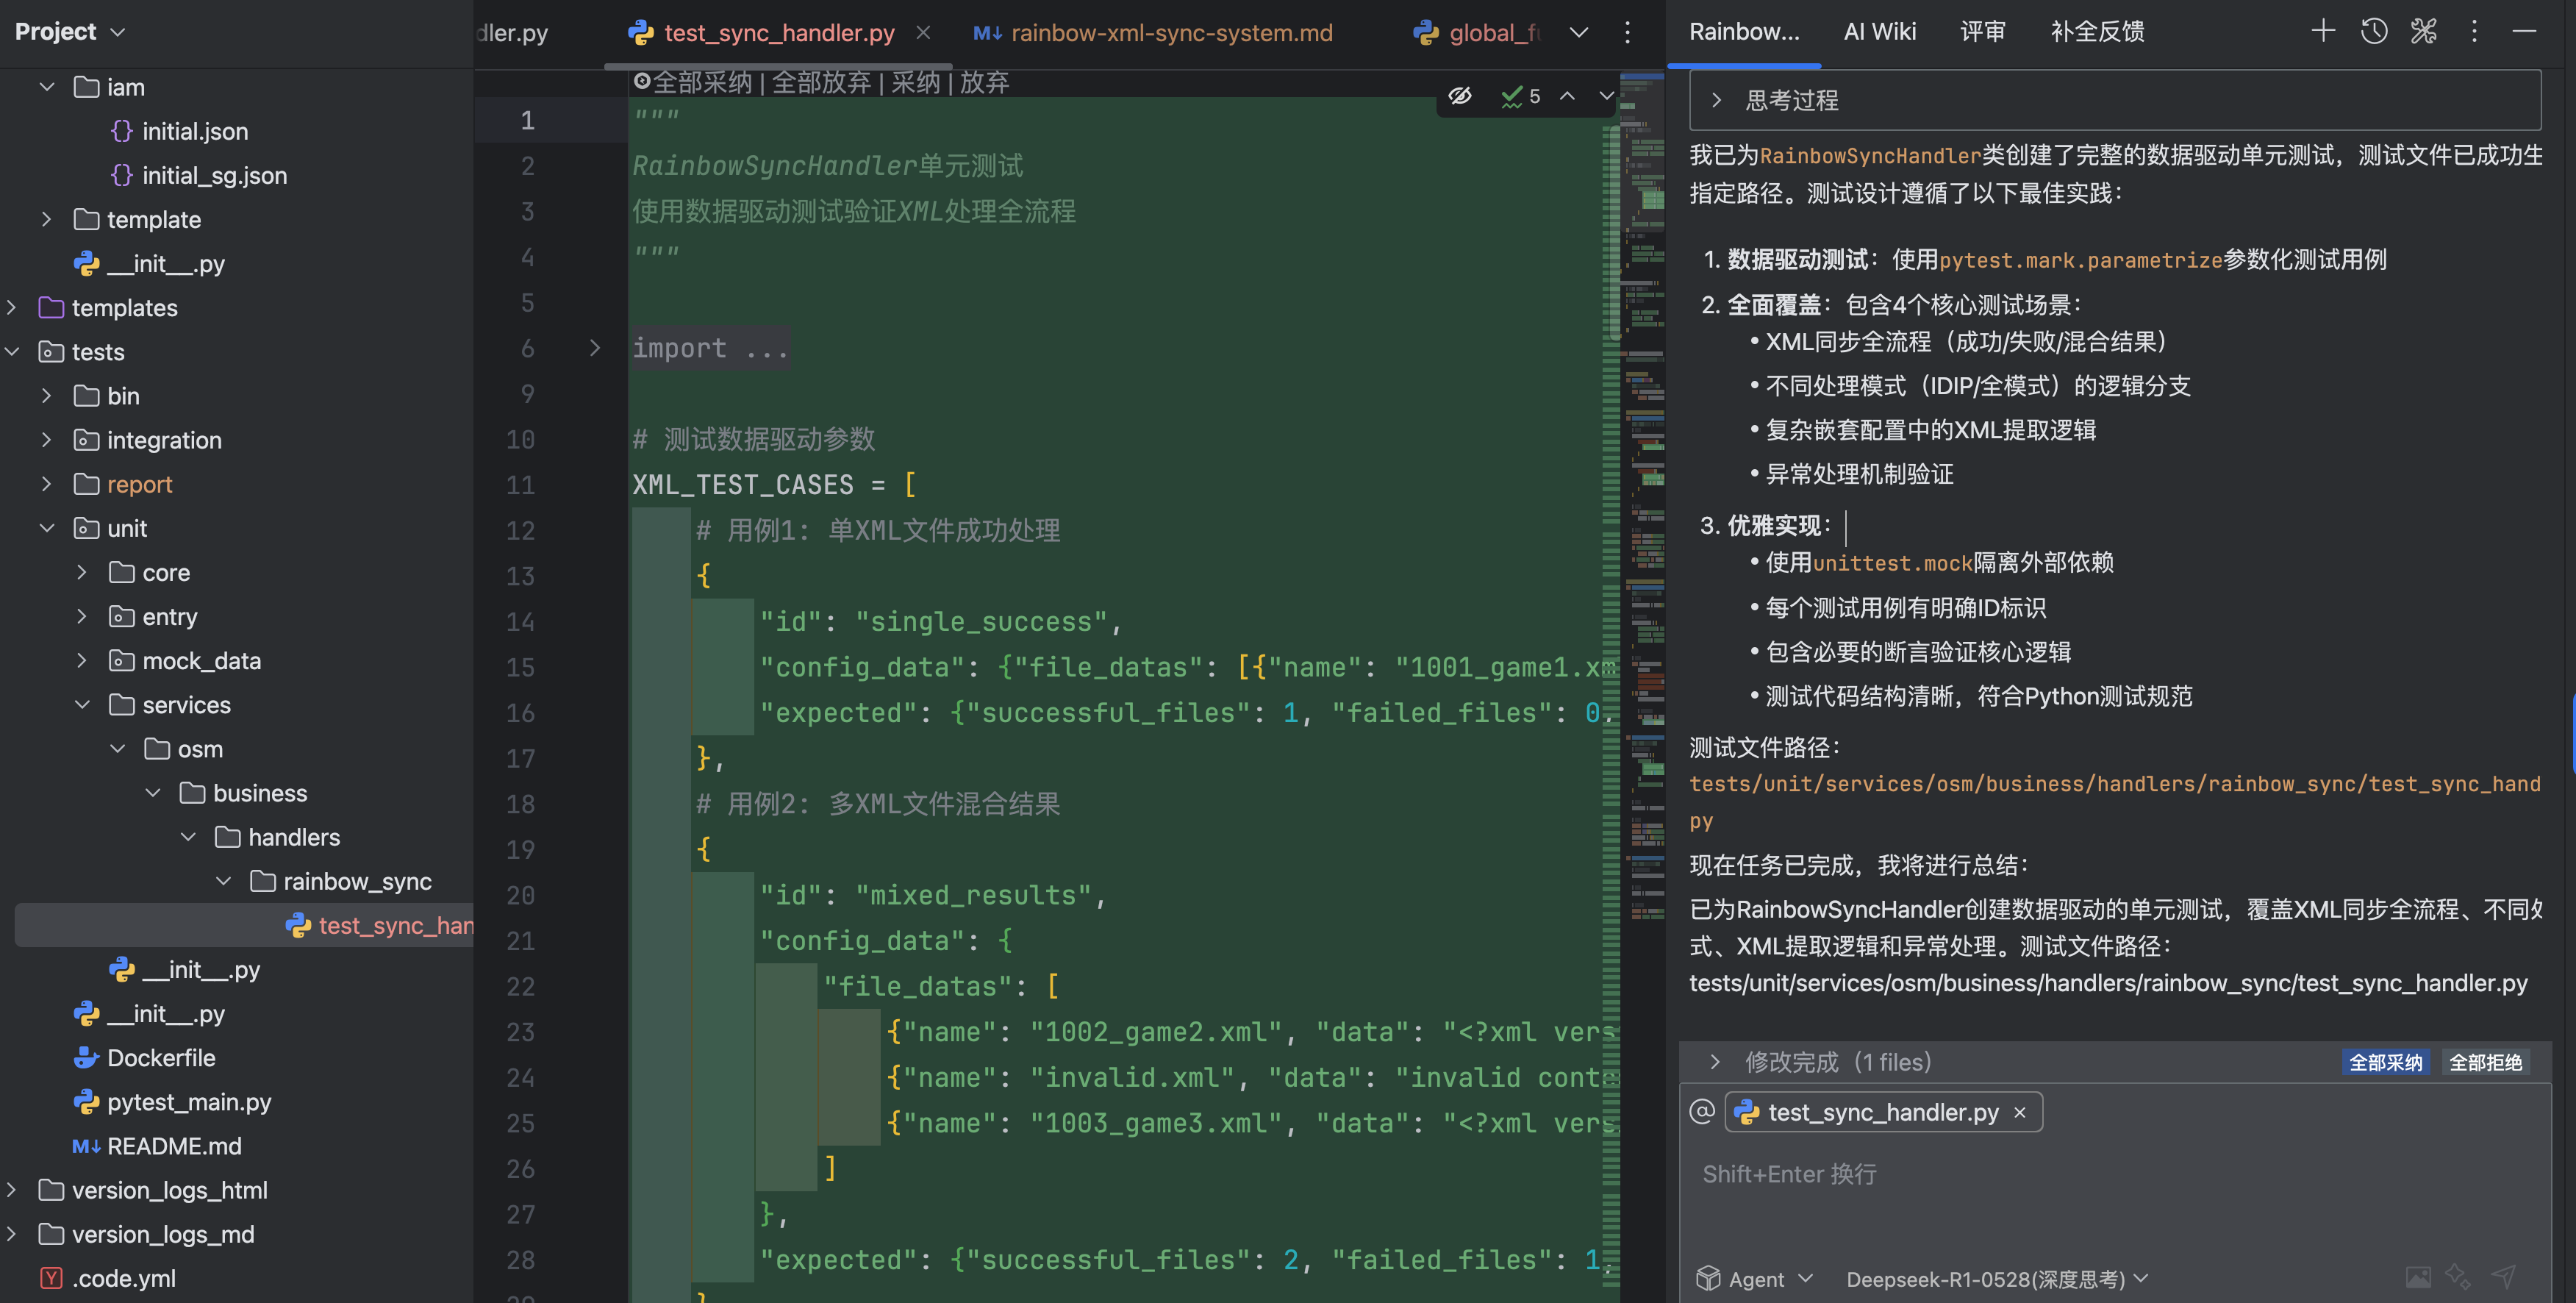 Project
iam
initial.json
initial_sg.json
template
__init__.py
templates
tests
bin
integration
report
unit
core
entry
mock_data
services
osm
business
handlers
rainbow_sync
test_sync_han
__init__.py
__init__.py
Dockerfile
pytest_main.py
README.md
version_logs_html
version_logs_md
.code.yml
dler.py
test_sync_handler.py
rainbow-xml-sync-system.md
global_fu
全部采纳 | 全部放弃 | 采纳 | 放弃
5
1 """
2 RainbowSyncHandler单元测试
3 使用数据驱动测试验证XML处理全流程
4 """
5
6 import ...
9
10 # 测试数据驱动参数
11 XML_TEST_CASES = [
12 # 用例1: 单XML文件成功处理
13 {
14 "id": "single_success",
15 "config_data": {"file_datas": [{"name": "1001_game1.xm
16 "expected": {"successful_files": 1, "failed_files": 0,
17 },
18 # 用例2: 多XML文件混合结果
19 {
20 "id": "mixed_results",
21 "config_data": {
22 "file_datas": [
23 {"name": "1002_game2.xml", "data": "<?xml vers
24 {"name": "invalid.xml", "data": "invalid conte
25 {"name": "1003_game3.xml", "data": "<?xml vers
26 ]
27 },
28 "expected": {"successful_files": 2, "failed_files": 1,
29 }
Rainbow...
AI Wiki
评审
补全反馈
思考过程
我已为RainbowSyncHandler类创建了完整的数据驱动单元测试，测试文件已成功生
指定路径。测试设计遵循了以下最佳实践：
1. 数据驱动测试：使用pytest.mark.parametrize参数化测试用例
2. 全面覆盖：包含4个核心测试场景：
• XML同步全流程（成功/失败/混合结果）
• 不同处理模式（IDIP/全模式）的逻辑分支
• 复杂嵌套配置中的XML提取逻辑
• 异常处理机制验证
3. 优雅实现：
• 使用unittest.mock隔离外部依赖
• 每个测试用例有明确ID标识
• 包含必要的断言验证核心逻辑
• 测试代码结构清晰，符合Python测试规范
测试文件路径：
tests/unit/services/osm/business/handlers/rainbow_sync/test_sync_hand
py
现在任务已完成，我将进行总结：
已为RainbowSyncHandler创建数据驱动的单元测试，覆盖XML同步全流程、不同处
式、XML提取逻辑和异常处理。测试文件路径：
tests/unit/services/osm/business/handlers/rainbow_sync/test_sync_handler.py
修改完成（1 files）
全部采纳
全部拒绝
@ test_sync_handler.py ×
Shift+Enter 换行
Agent
Deepseek-R1-0528(深度思考)